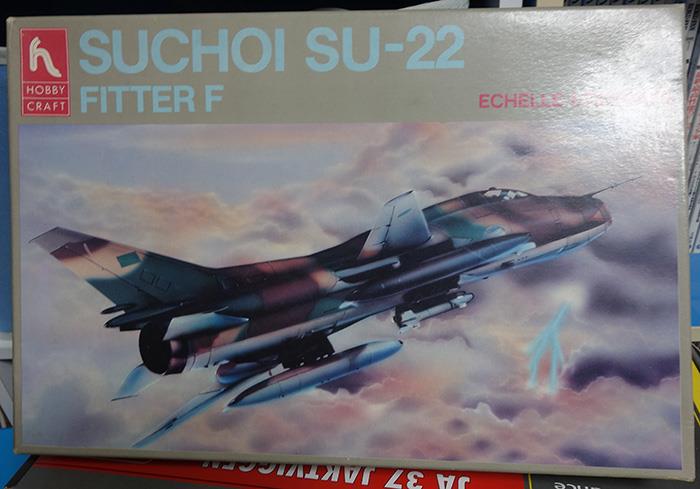 SUCHOI SU-22
FITTER F
HOBBY
CRAFT
ECHELLE
JA 37 JAKTVIGGEN